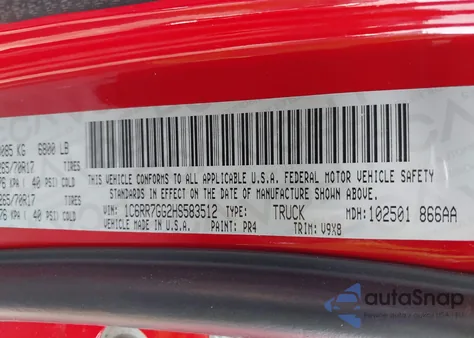 085 KG 6800 LB
265/70R17 TIRES
76 KPA ( 40 PSI) COLD
265/70R17 TIRES
76 KPA ( 40 PSI) COLD
THIS VEHICLE CONFORMS TO ALL APPLICABLE U.S.A. FEDERAL MOTOR VEHICLE SAFETY
STANDARDS IN EFFECT ON THE DATE OF MANUFACTURE SHOWN ABOVE.
VIN: 1C6RR7GG2HS583512 TYPE: TRUCK MDH: 102501 866AA
VEHICLE MADE IN U.S.A. PAINT: PR4 TRIM: V9X8
autoSnap